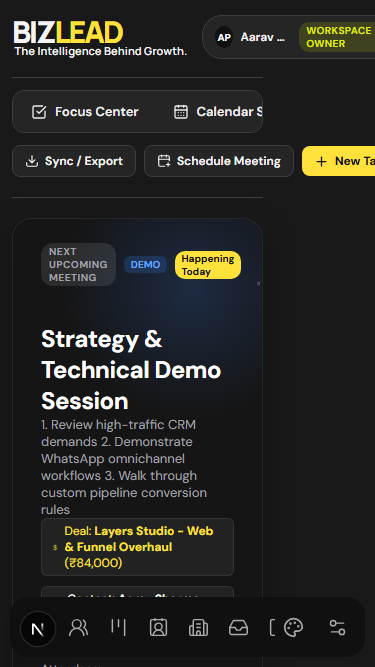 BIZLEAD
The Intelligence Behind Growth.
AP Aarav ... WORKSPACE
OWNER
Focus Center Calendar S
Sync / Export Schedule Meeting New Ta
NEXT
UPCOMING
MEETING
DEMO
Happening
Today
Strategy &
Technical Demo
Session
1. Review high-traffic CRM
demands 2. Demonstrate
WhatsApp omnichannel
workflows 3. Walk through
custom pipeline conversion
rules
$ Deal: Layers Studio - Web
& Funnel Overhaul
(₹84,000)
N